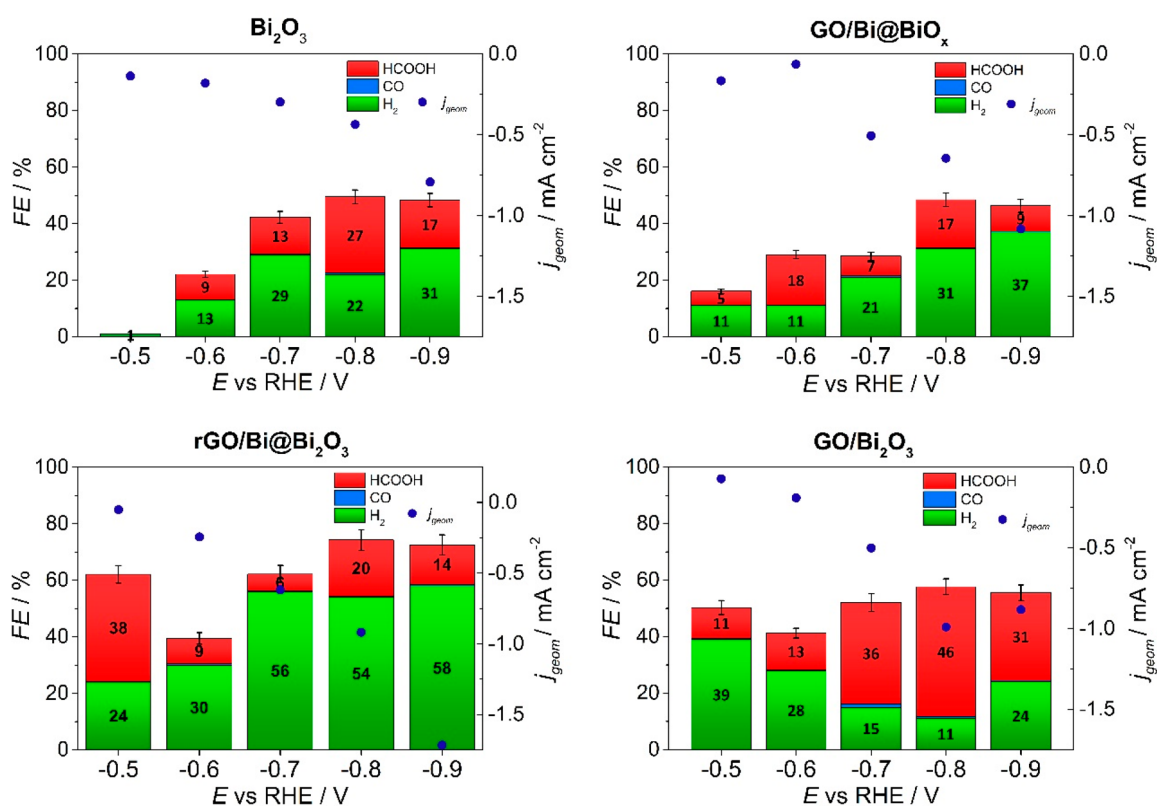 Bi₂O₃
100
80
60
40
20
0
FE / %
HCOOH
CO
H₂
j_geom
0.0
-0.5
-1.0
-1.5
j_geom / mA cm⁻²
1
9
13
13
29
27
22
17
31
-0.5 -0.6 -0.7 -0.8 -0.9
E vs RHE / V
GO/Bi@BiOₓ
100
80
60
40
20
0
FE / %
HCOOH
CO
H₂
j_geom
0.0
-0.5
-1.0
-1.5
j_geom / mA cm⁻²
5
11
18
11
7
21
17
31
9
37
-0.5 -0.6 -0.7 -0.8 -0.9
E vs RHE / V
rGO/Bi@Bi₂O₃
100
80
60
40
20
0
FE / %
HCOOH
CO
H₂
j_geom
0.0
-0.5
-1.0
-1.5
j_geom / mA cm⁻²
38
24
9
30
6
56
20
54
14
58
-0.5 -0.6 -0.7 -0.8 -0.9
E vs RHE / V
GO/Bi₂O₃
100
80
60
40
20
0
FE / %
HCOOH
CO
H₂
j_geom
0.0
-0.5
-1.0
-1.5
j_geom / mA cm⁻²
11
39
13
28
36
15
46
11
31
24
-0.5 -0.6 -0.7 -0.8 -0.9
E vs RHE / V